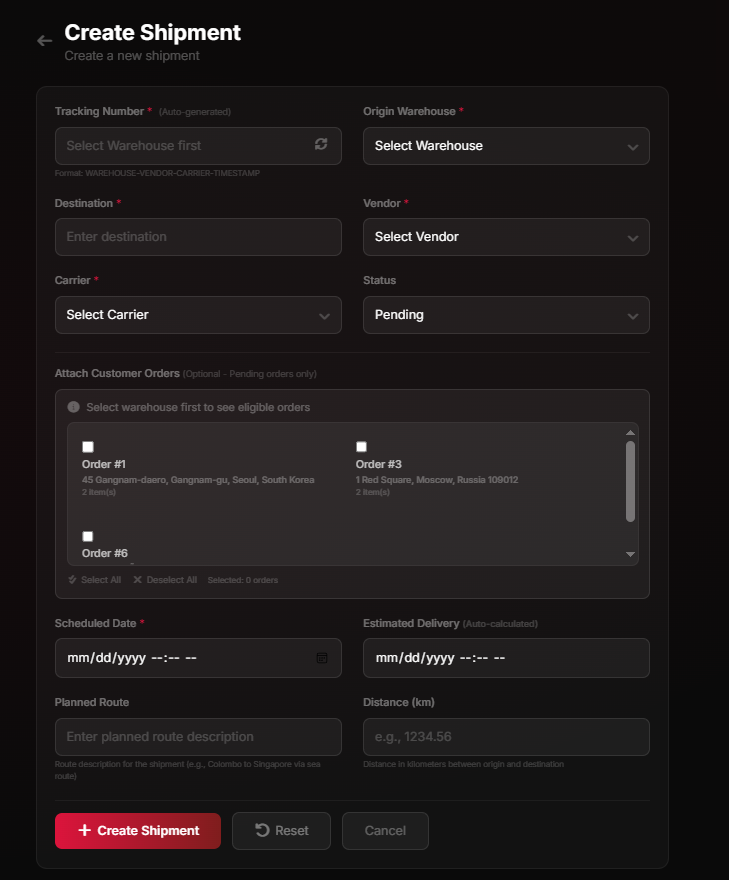 Create Shipment
Create a new shipment
Tracking Number * (Auto-generated)
Origin Warehouse *
Select Warehouse first
Select Warehouse
Format: WAREHOUSE-VENDOR-CARRIER-TIMESTAMP
Destination *
Vendor *
Enter destination
Select Vendor
Carrier *
Status
Select Carrier
Pending
Attach Customer Orders (Optional - Pending orders only)
Select warehouse first to see eligible orders
Order #1
45 Gangnam-daero, Gangnam-gu, Seoul, South Korea
2 item(s)
Order #3
1 Red Square, Moscow, Russia 109012
2 item(s)
Order #6
Select All
Deselect All
Selected: 0 orders
Scheduled Date *
Estimated Delivery (Auto-calculated)
mm/dd/yyyy --:-- --
mm/dd/yyyy --:-- --
Planned Route
Distance (km)
Enter planned route description
e.g., 1234.56
Route description for the shipment (e.g., Colombo to Singapore via sea
route)
Distance in kilometers between origin and destination
Create Shipment
Reset
Cancel